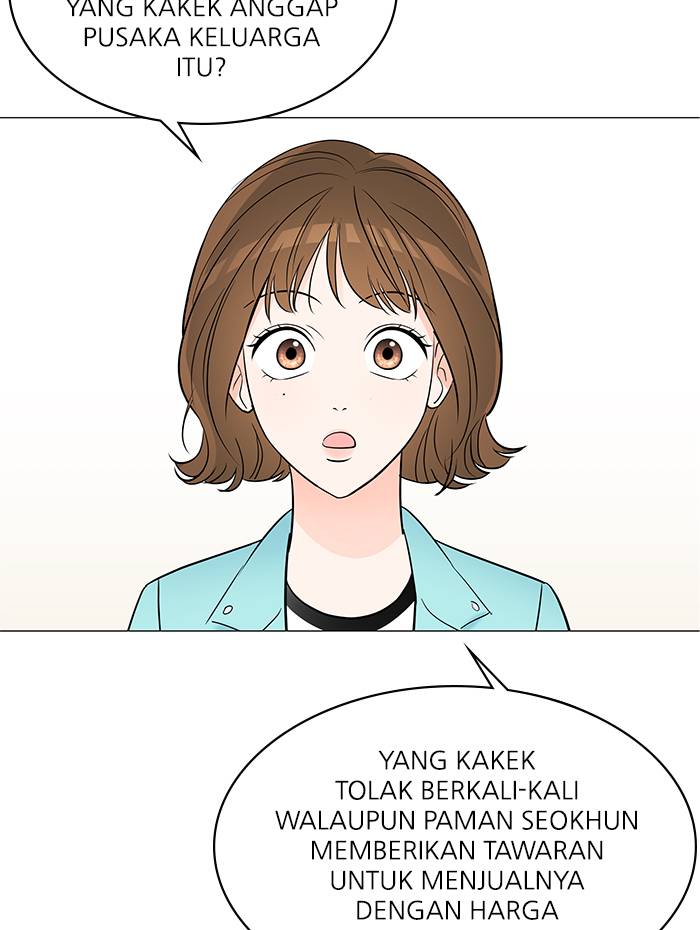 YANG KAKEK ANGGAP
PUSAKA KELUARGA
ITU?
YANG KAKEK
TOLAK BERKALI-KALI
WALAUPUN PAMAN SEOKHUN
MEMBERIKAN TAWARAN
UNTUK MENJUALNYA
DENGAN HARGA